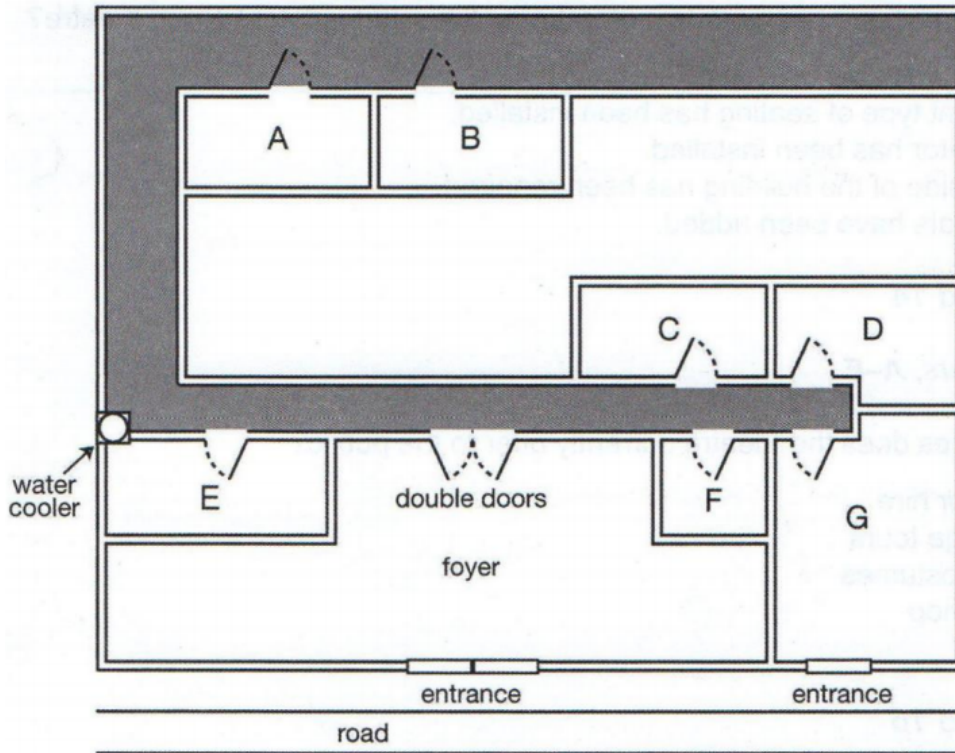 A
B
C
D
water
cooler
E
double doors
F
G
foyer
entrance
entrance
road